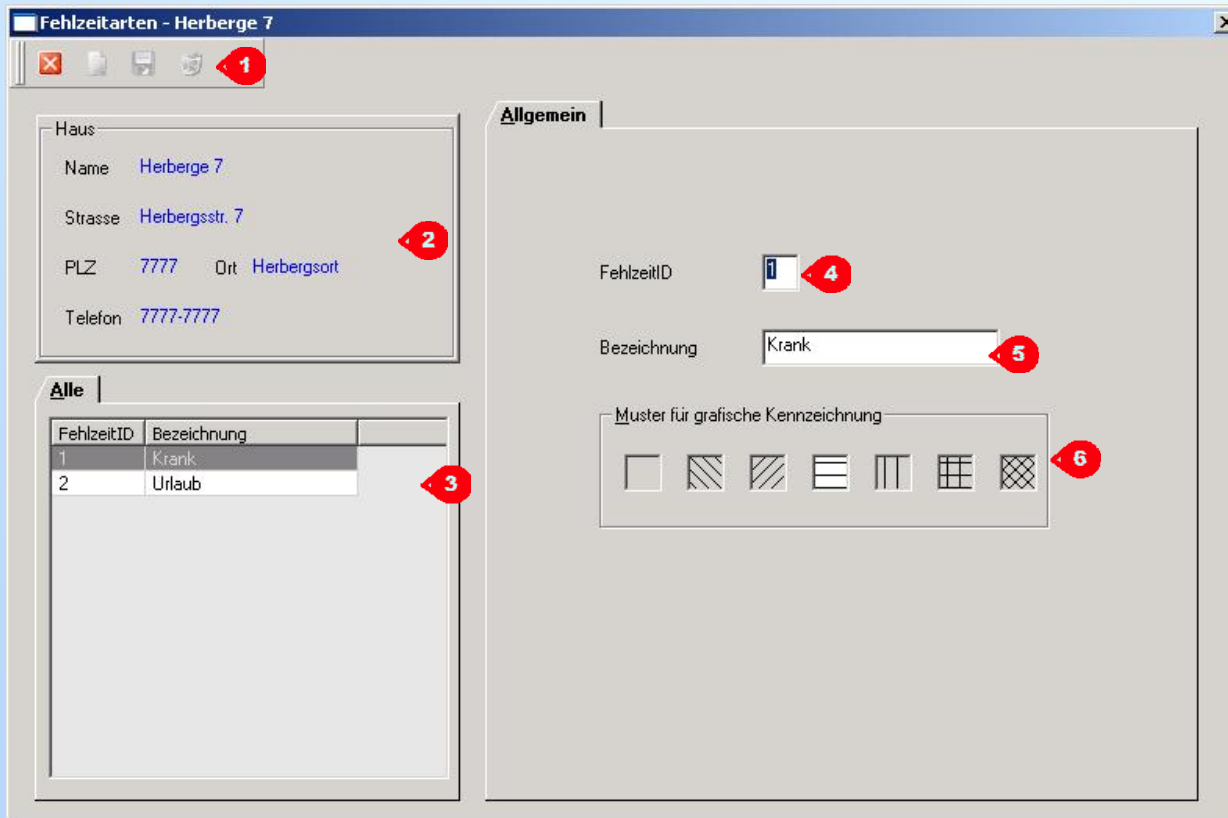 Fehlzeitarten - Herberge 7
1
Haus
Name Herberge 7
Strasse Herbergsstr. 7
2
PLZ 7777 Ort Herbergsort
Telefon 7777-7777
Alle
FehlzeitID Bezeichnung
1 Krank
2 Urlaub
3
Allgemein
FehlzeitID 1
4
Bezeichnung Krank
5
Muster für grafische Kennzeichnung
6